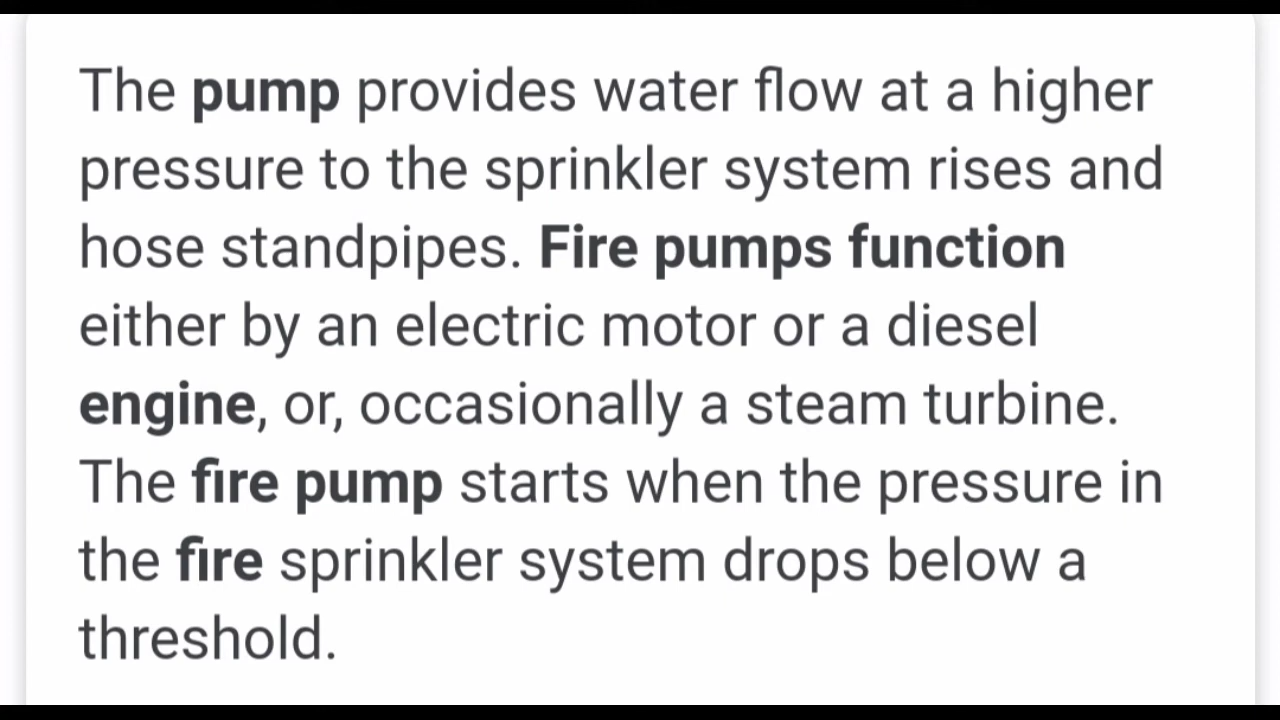 The pump provides water flow at a higher
pressure to the sprinkler system rises and
hose standpipes. Fire pumps function
either by an electric motor or a diesel
engine, or, occasionally a steam turbine.
The fire pump starts when the pressure in
the fire sprinkler system drops below a
threshold.